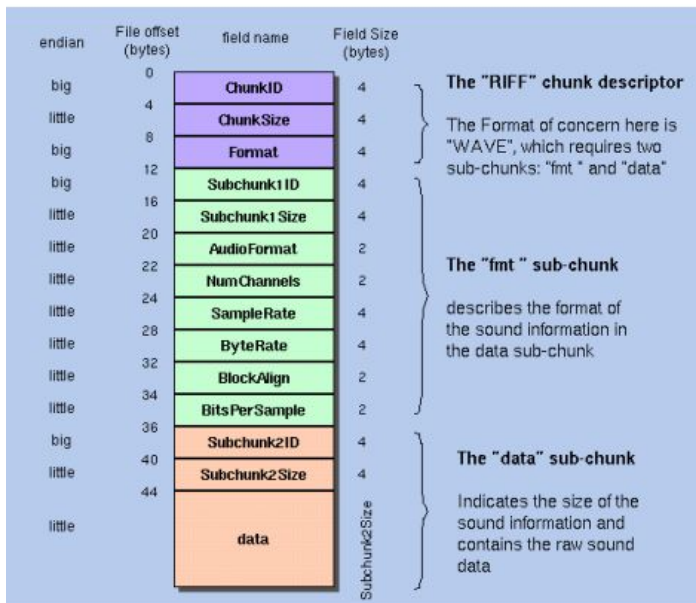 endian
File offset
(bytes)
field name
Field Size
(bytes)
0
big
ChunkID
4
4
little
ChunkSize
4
8
big
Format
4
12
big
Subchunk1ID
4
16
little
Subchunk1Size
4
20
little
AudioFormat
2
22
little
NumChannels
2
24
little
SampleRate
4
28
little
ByteRate
4
32
little
BlockAlign
2
34
little
BitsPerSample
2
36
big
Subchunk2ID
4
40
little
Subchunk2Size
4
44
little
data
Subchunk2Size
The "RIFF" chunk descriptor
The Format of concern here is
"WAVE", which requires two
sub-chunks: "fmt " and "data"
The "fmt " sub-chunk
describes the format of
the sound information in
the data sub-chunk
The "data" sub-chunk
Indicates the size of the
sound information and
contains the raw sound
data